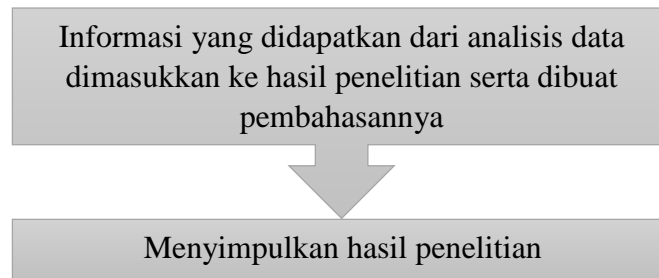 Informasi yang didapatkan dari analisis data
dimasukkan ke hasil penelitian serta dibuat
pembahasannya
Menyimpulkan hasil penelitian